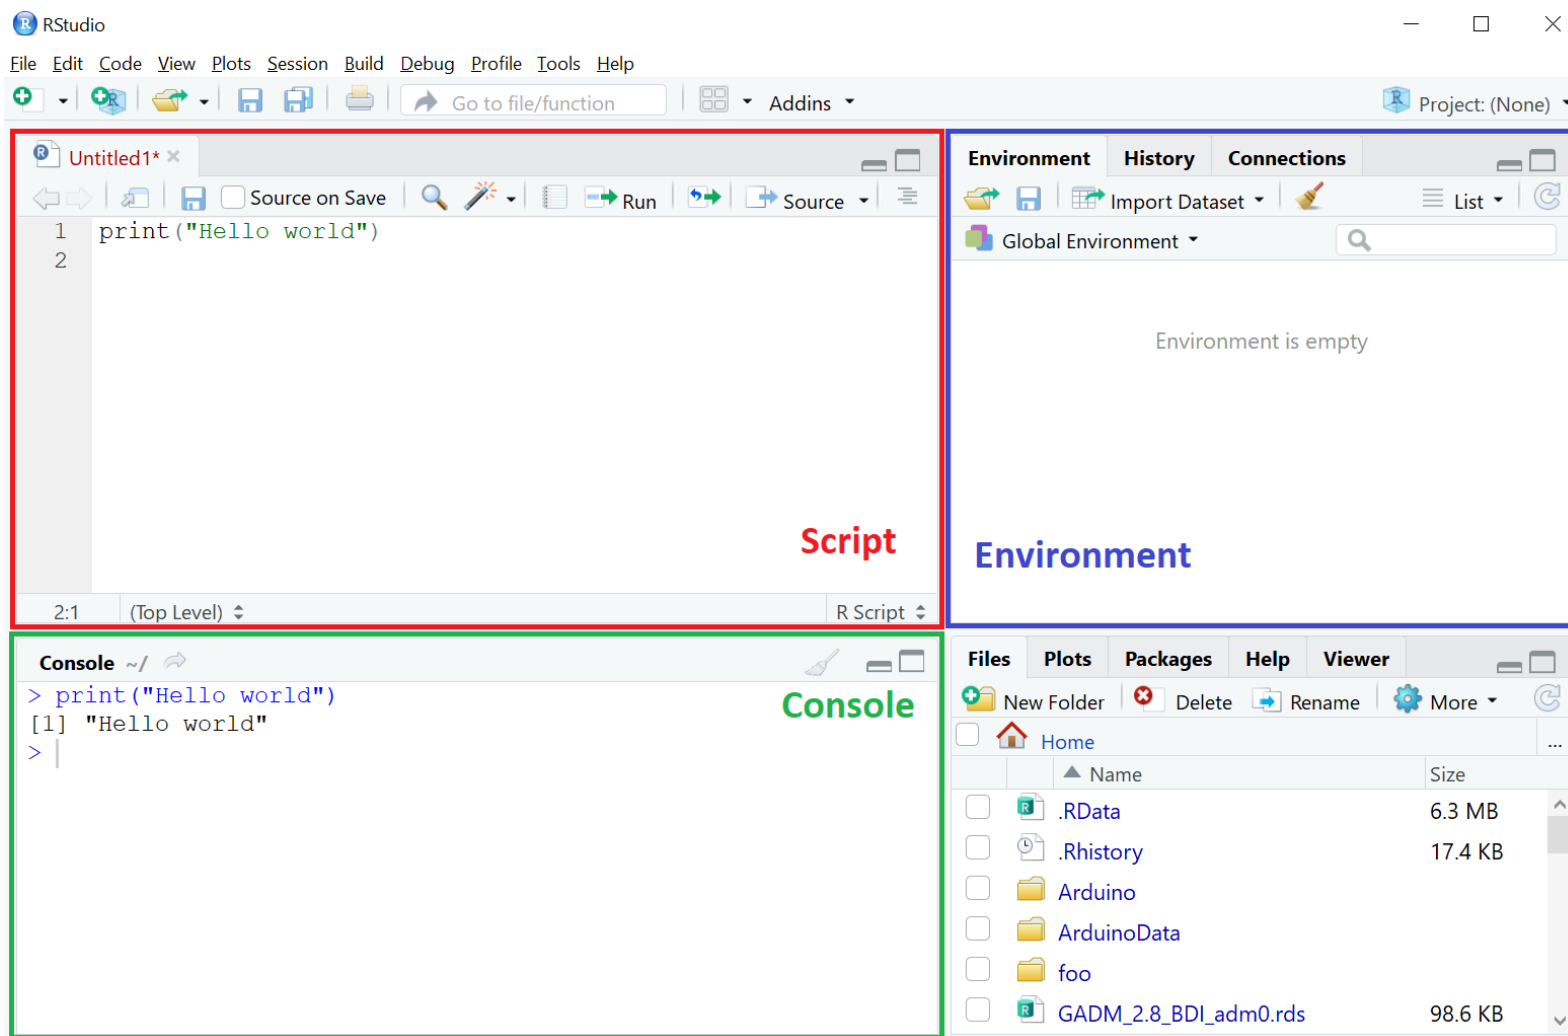 RStudio
File Edit Code View Plots Session Build Debug Profile Tools Help
Go to file/function Addins Project: (None)
Untitled1*
Source on Save Run Source
1 print("Hello world")
2
Script
2:1 (Top Level) R Script
Environment History Connections
Import Dataset List
Global Environment
Environment is empty
Environment
Console ~/
> print("Hello world")
[1] "Hello world"
>
Console
Files Plots Packages Help Viewer
New Folder Delete Rename More
Home ...
Name Size
.RData 6.3 MB
.Rhistory 17.4 KB
Arduino
ArduinoData
foo
GADM_2.8_BDI_adm0.rds 98.6 KB